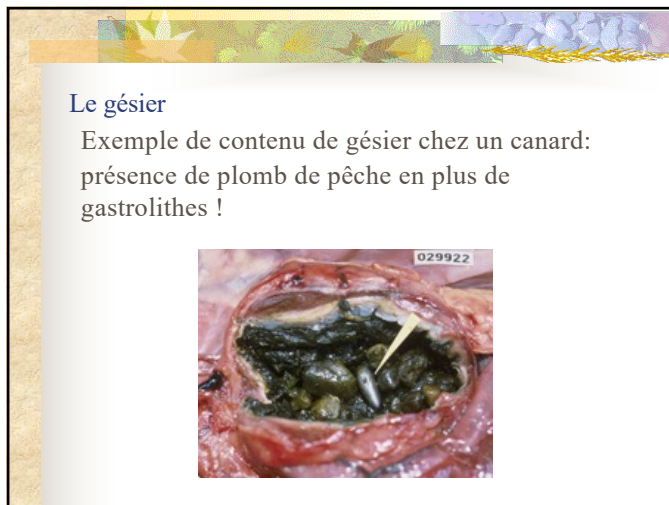 Le gésier
Exemple de contenu de gésier chez un canard:
présence de plomb de pêche en plus de
gastrolithes !
029922